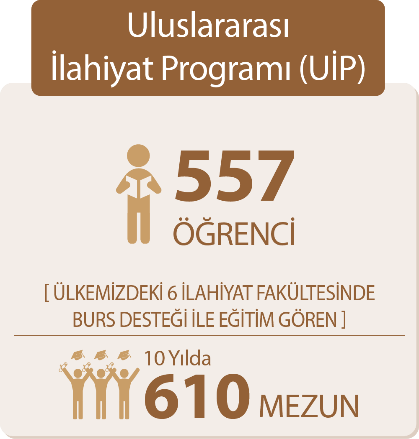 Uluslararası
İlahiyat Programı (UİP)
557
ÖĞRENCİ
[ ÜLKEMİZDEKİ 6 İLAHİYAT FAKÜLTESİNDE
BURS DESTEĞİ İLE EĞİTİM GÖREN ]
10 Yılda
610 MEZUN